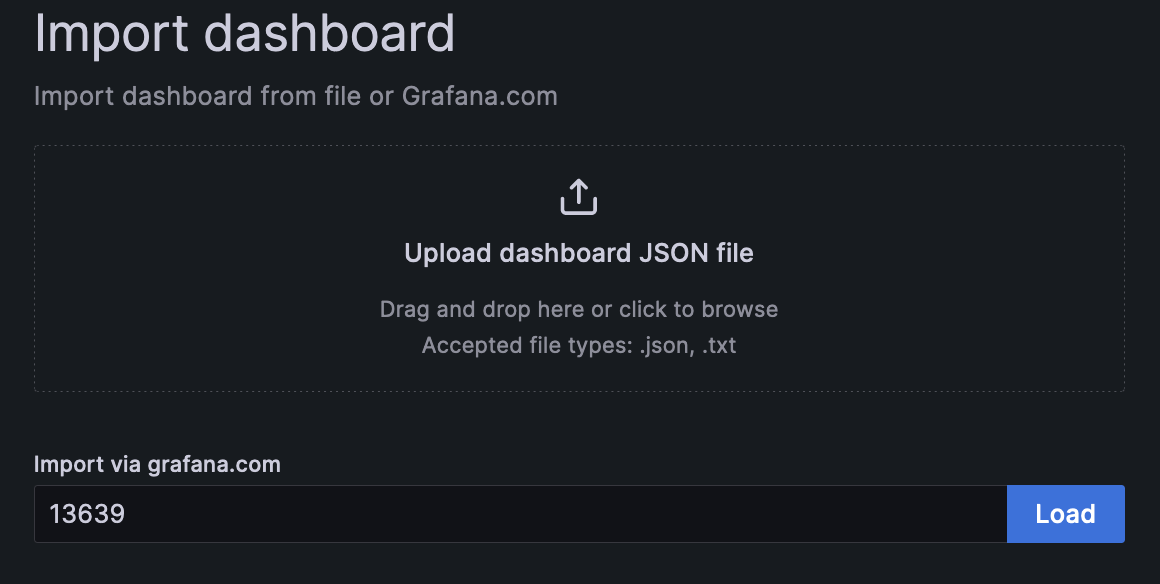 Import dashboard
Import dashboard from file or Grafana.com
Upload dashboard JSON file
Drag and drop here or click to browse
Accepted file types: .json, .txt
Import via grafana.com
13639
Load